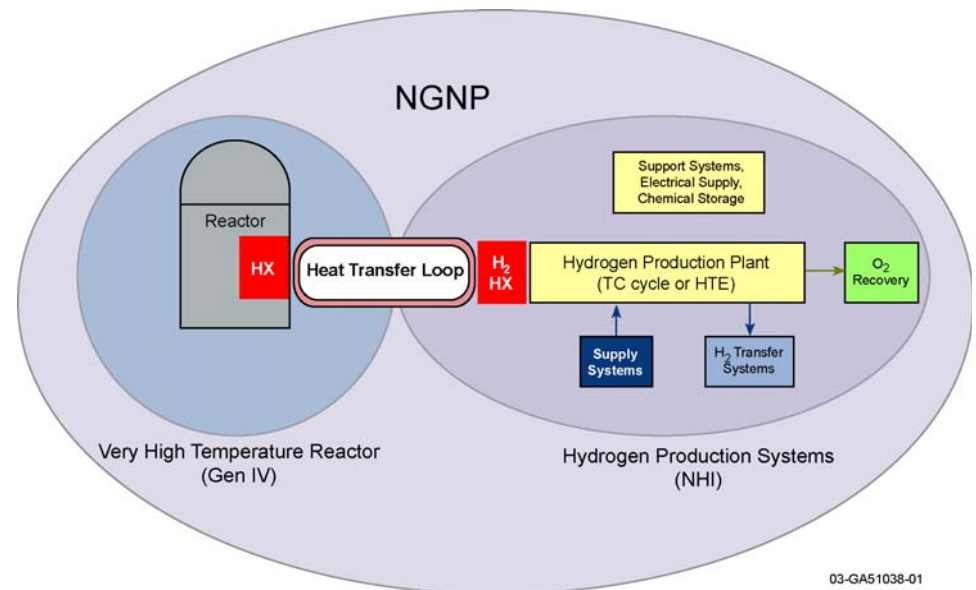 NGNP
Reactor
HX
Heat Transfer Loop
H2
HX
Support Systems,
Electrical Supply,
Chemical Storage
Hydrogen Production Plant
(TC cycle or HTE)
O2
Recovery
Supply
Systems
H2 Transfer
Systems
Very High Temperature Reactor
(Gen IV)
Hydrogen Production Systems
(NHI)
03-GA51038-01